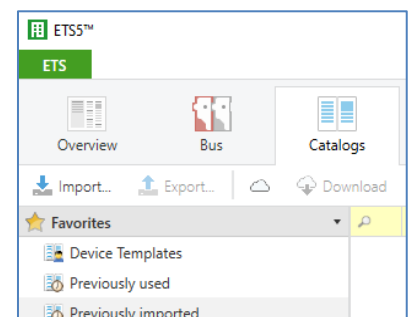 ETS5™
ETS
Overview Bus Catalogs
Import... Export... Download
Favorites
Device Templates
Previously used
Previously imported